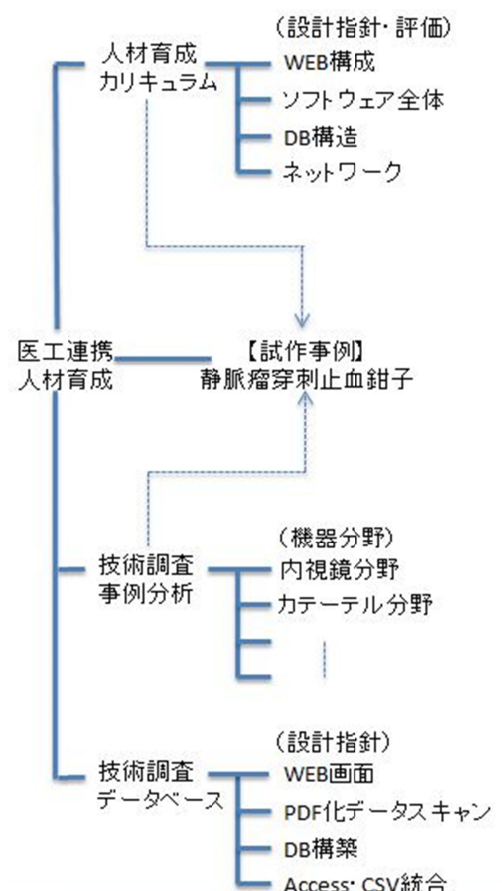 (設計指針・評価)
人材育成
カリキュラム
WEB構成
ソフトウェア全体
DB構造
ネットワーク
医工連携
人材育成
【試作事例】
静脈瘤穿刺止血鉗子
(機器分野)
技術調査
事例分析
内視鏡分野
カテーテル分野
(設計指針)
技術調査
データベース
WEB画面
PDF化データスキャン
DB構築
Access・CSV統合